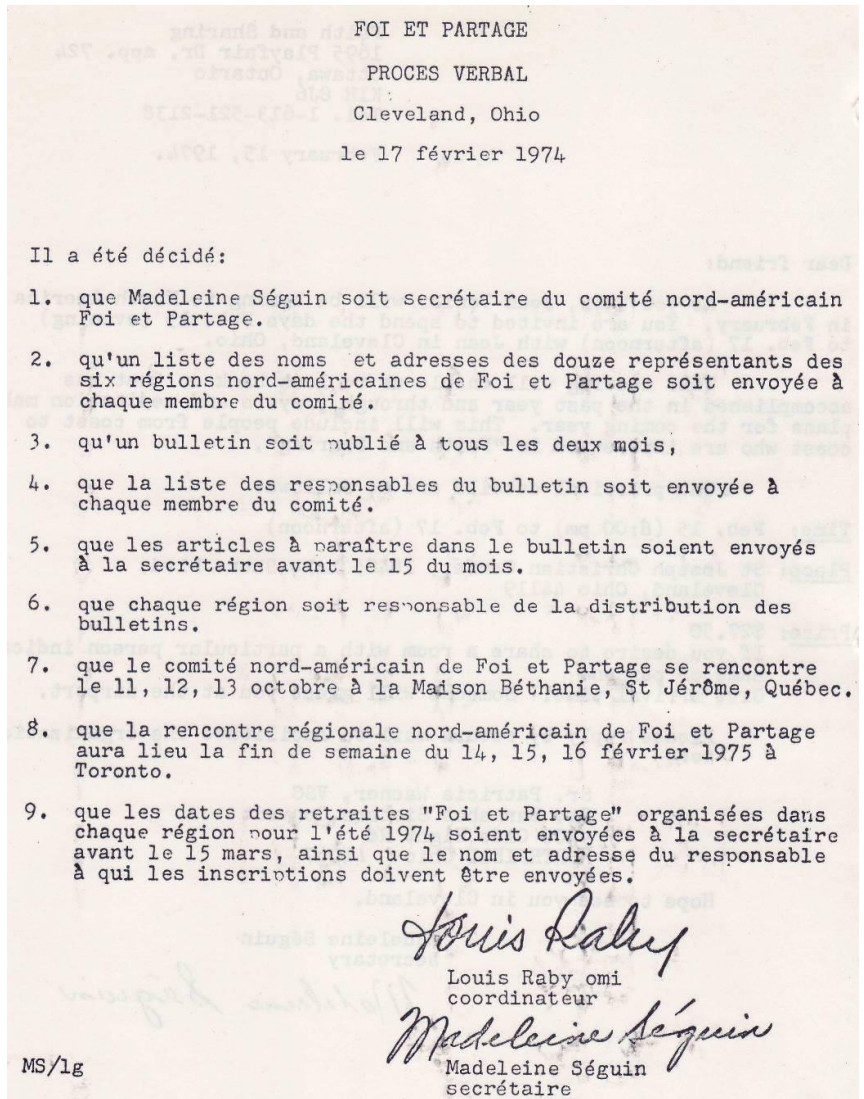 FOI ET PARTAGE
PROCES VERBAL
Cleveland, Ohio
le 17 février 1974
Il a été décidé:
1. que Madeleine Séguin soit secrétaire du comité nord-américain
Foi et Partage.
2. qu'un liste des noms et adresses des douze représentants des
six régions nord-américaines de Foi et Partage soit envoyée à
chaque membre du comité.
3. qu'un bulletin soit publié à tous les deux mois,
4. que la liste des responsables du bulletin soit envoyée à
chaque membre du comité.
5. que les articles à paraître dans le bulletin soient envoyés
à la secrétaire avant le 15 du mois.
6. que chaque région soit responsable de la distribution des
bulletins.
7. que le comité nord-américain de Foi et Partage se rencontre
le 11, 12, 13 octobre à la Maison Béthanie, St Jérôme, Québec.
8. que la rencontre régionale nord-américain de Foi et Partage
aura lieu la fin de semaine du 14, 15, 16 février 1975 à
Toronto.
9. que les dates des retraites "Foi et Partage" organisées dans
chaque région pour l'été 1974 soient envoyées à la secrétaire
avant le 15 mars, ainsi que le nom et adresse du responsable
à qui les inscriptions doivent être envoyées.
Louis Raby
Louis Raby omi
coordinateur
Madeleine Séguin
Madeleine Séguin
secrétaire
MS/lg